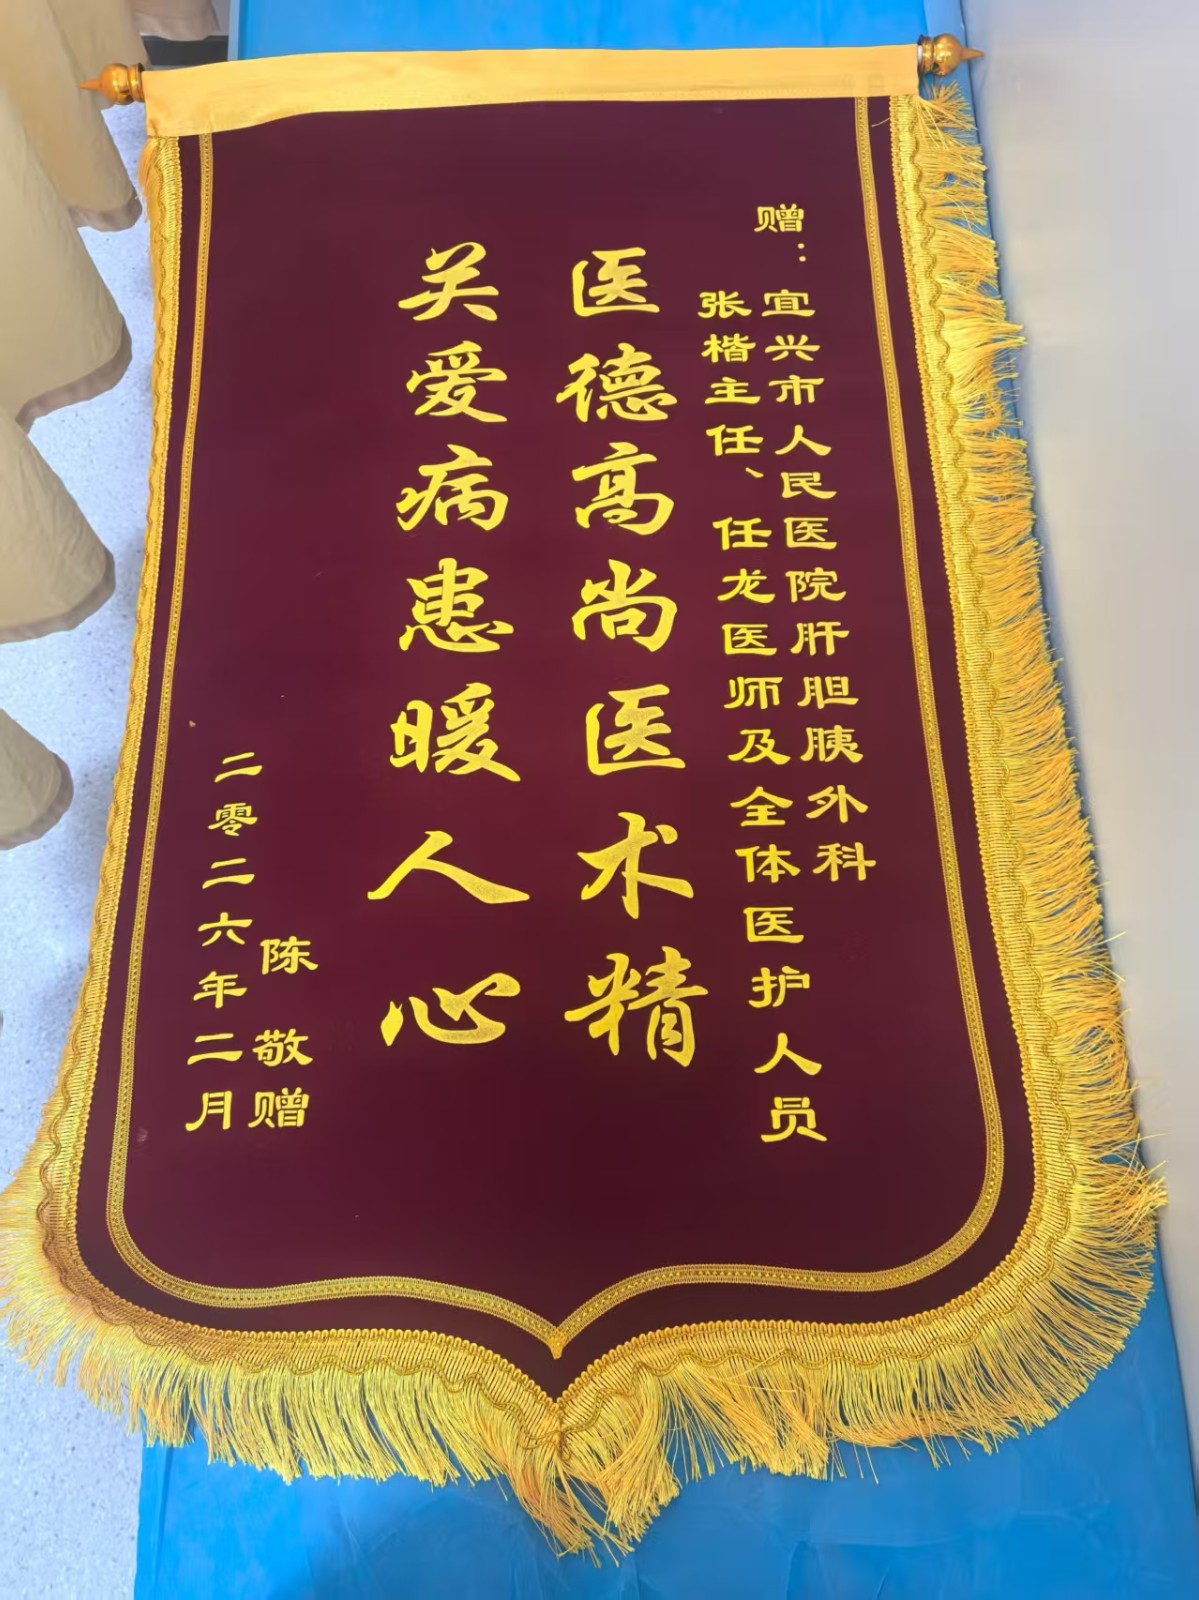 赠：宜兴市人民医院肝胆胰外科
张楷主任、任龙医师及全体医护人员
医德高尚医术精
关爱病患暖人心
陈 敬赠
二零二六年二月